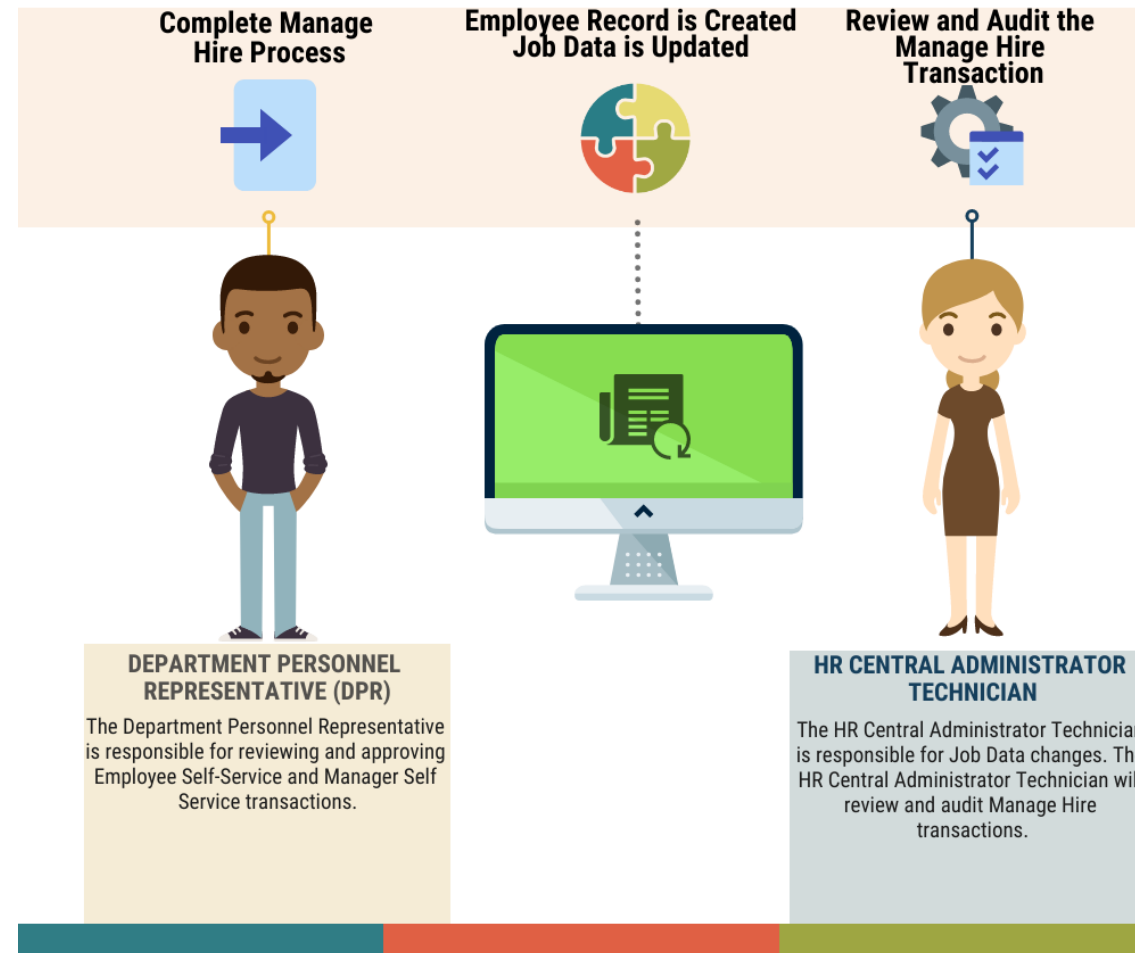 Complete Manage
Hire Process
Employee Record is Created
Job Data is Updated
Review and Audit the
Manage Hire
Transaction
DEPARTMENT PERSONNEL
REPRESENTATIVE (DPR)
The Department Personnel Representative
is responsible for reviewing and approving
Employee Self-Service and Manager Self
Service transactions.
HR CENTRAL ADMINISTRATOR
TECHNICIAN
The HR Central Administrator Technician
is responsible for Job Data changes. Th
HR Central Administrator Technician wil
review and audit Manage Hire
transactions.